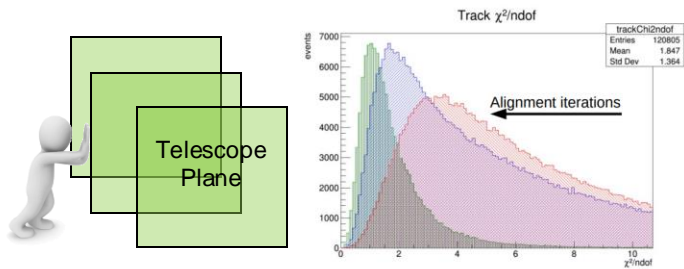 Telescope
Plane
Track χ²/ndof
trackChi2ndof
Entries 120805
Mean 1.847
Std Dev 1.364
events
7000
6000
5000
4000
3000
2000
1000
0
Alignment iterations
0 2 4 6 8 10
χ²/ndof